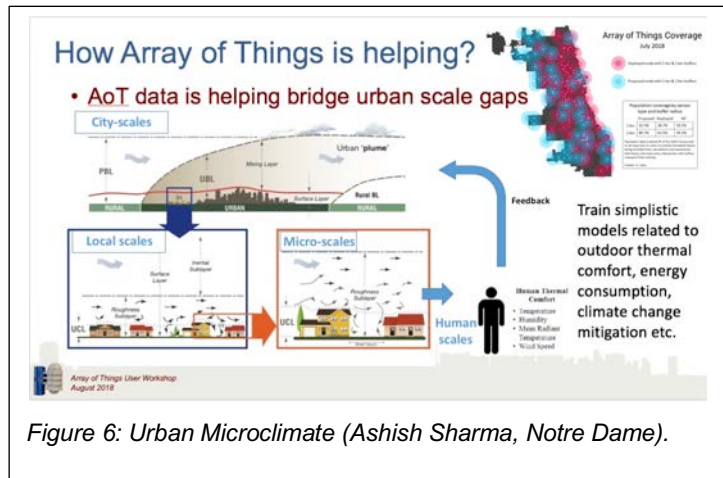 How Array of Things is helping?
• AoT data is helping bridge urban scale gaps
Array of Things Coverage
July 2018
City-scales
PBL
UBL
Mixing Layer
Urban 'plume'
Surface Layer
Rural BL
RURAL
URBAN
RURAL
Feedback
Local scales
Surface Layer
Inertial Sublayer
Roughness Sublayer
UCL
Micro-scales
Roughness Sublayer
UCL
Human scales
Human Thermal
Comfort
• Temperature
• Humidity
• Mean Radiant
Temperature
• Wind Speed
Train simplistic
models related to
outdoor thermal
comfort, energy
consumption,
climate change
mitigation etc.
Array of Things User Workshop
August 2018
Figure 6: Urban Microclimate (Ashish Sharma, Notre Dame).